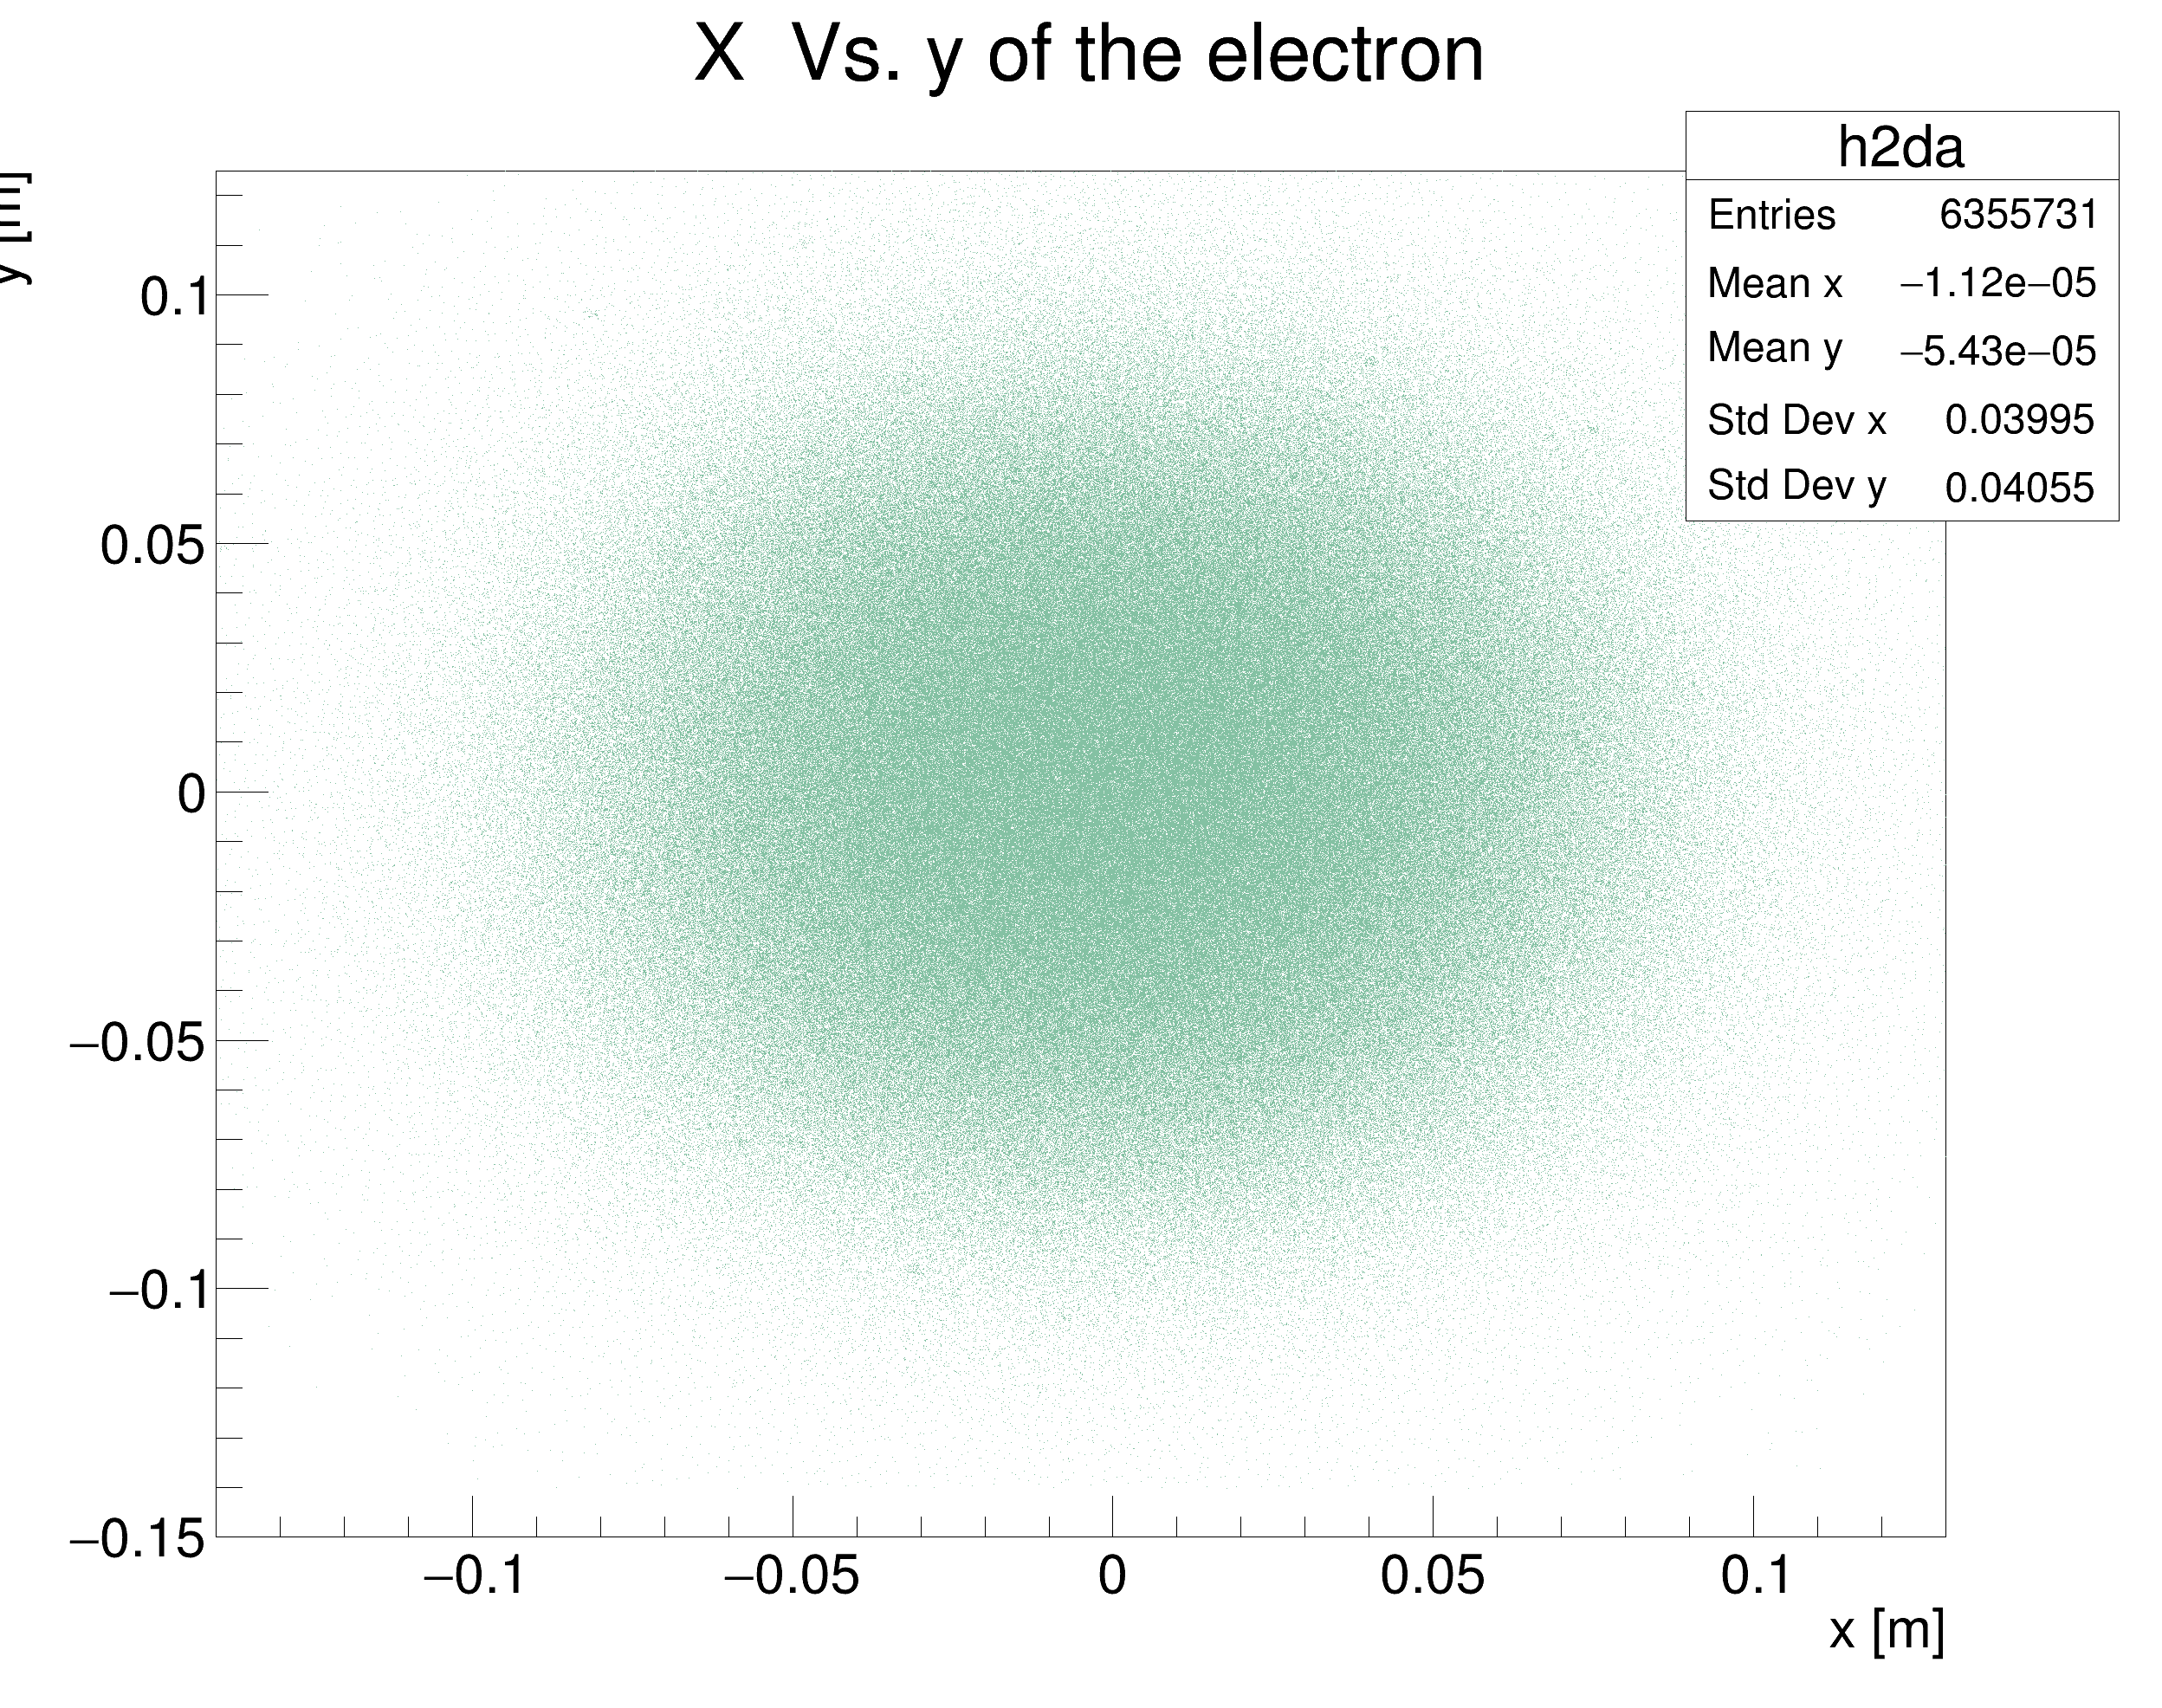 X Vs. y of the electron
h2da
Entries 6355731
Mean x −1.12e−05
Mean y −5.43e−05
Std Dev x 0.03995
Std Dev y 0.04055
y [m]
0.1
0.05
0
−0.05
−0.1
−0.15
−0.1 −0.05 0 0.05 0.1
x [m]